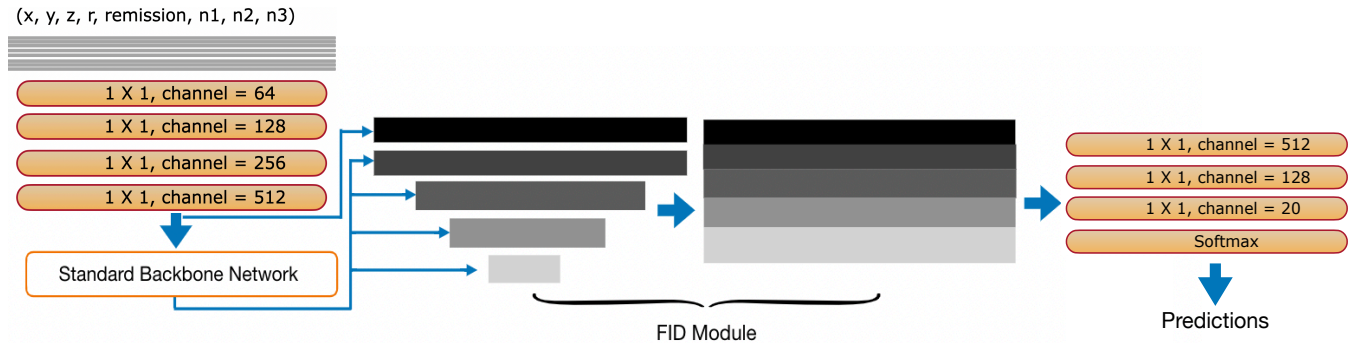 (x, y, z, r, remission, n1, n2, n3)
1 X 1, channel = 64
1 X 1, channel = 128
1 X 1, channel = 256
1 X 1, channel = 512
Standard Backbone Network
FID Module
1 X 1, channel = 512
1 X 1, channel = 128
1 X 1, channel = 20
Softmax
Predictions